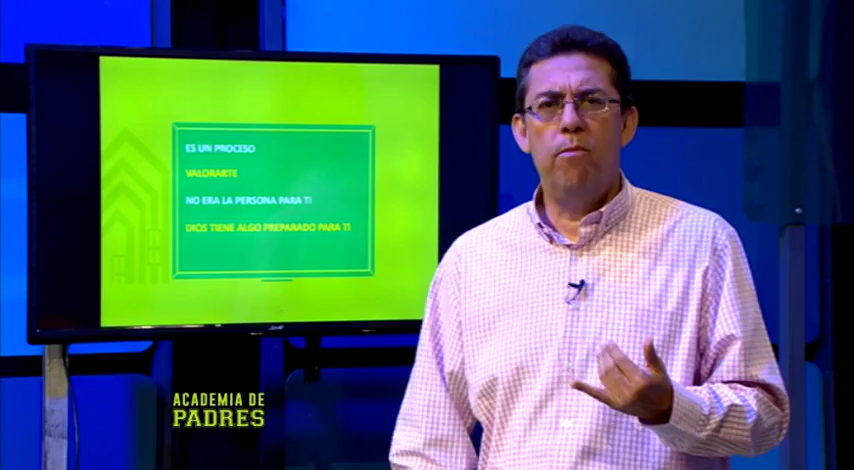 ES UN PROCESO
VALORARTE
NO ERA LA PERSONA PARA TI
DIOS TIENE ALGO PREPARADO PARA TI
ACADEMIA DE
PADRES